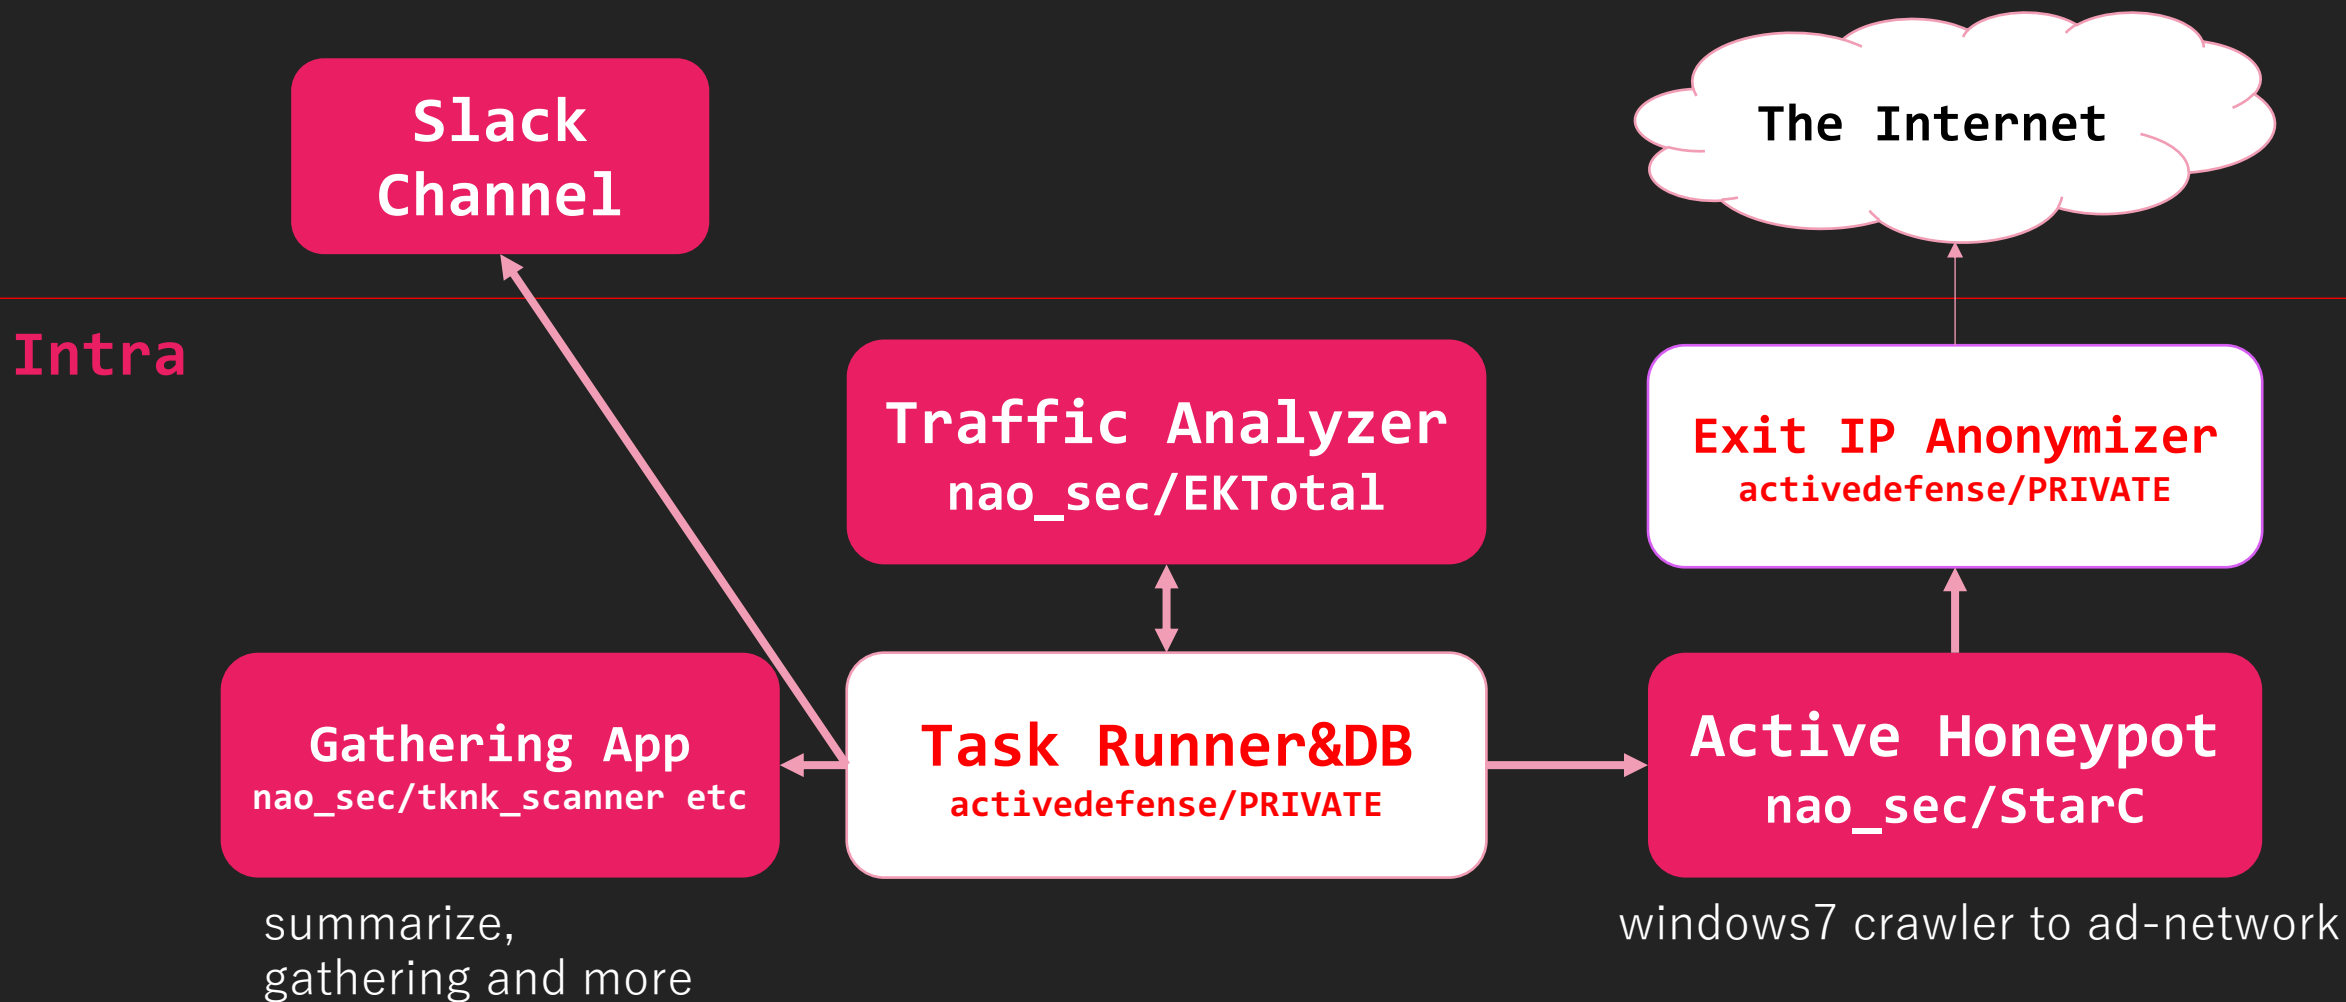 Slack
Channel
The Internet
Intra
Traffic Analyzer
nao_sec/EKTotal
Exit IP Anonymizer
activedefense/PRIVATE
Gathering App
nao_sec/tknk_scanner etc
Task Runner&DB
activedefense/PRIVATE
Active Honeypot
nao_sec/StarC
summarize,
gathering and more
windows7 crawler to ad-network